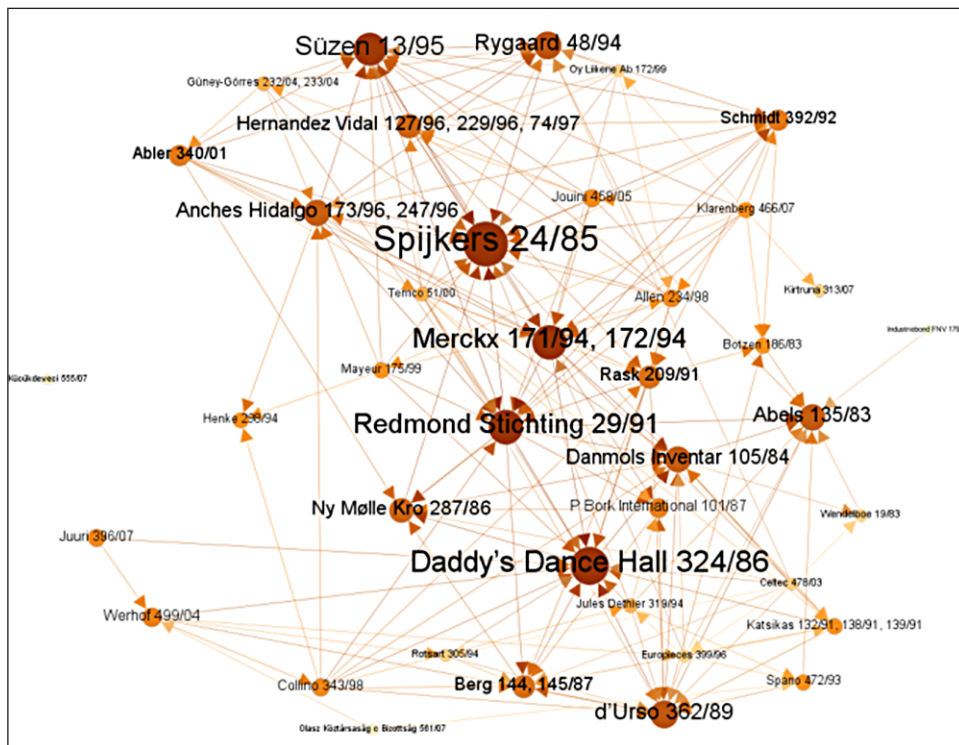 Süzen 13/95
Rygaard 48/94
Oy Liikene Ab 172/99
Güney-Görres 232/04, 233/04
Schmidt 392/92
Hernandez Vidal 127/96, 229/96, 74/97
Abler 340/01
Jouini 458/05
Anches Hidalgo 173/96, 247/96
Klarenberg 466/07
Spijkers 24/85
Temco 51/00
Allen 234/98
Kirtruna 313/07
Merckx 171/94, 172/94
Industriebond FNV 179
Botzen 186/83
Mayeur 175/99
Rask 209/91
Kücükdeveci 555/07
Henke 298/94
Redmond Stichting 29/91
Abels 135/83
Danmols Inventar 105/84
Ny Mølle Kro 287/86
P Bork International 101/87
Wendelboe 19/83
Juuri 396/07
Daddy's Dance Hall 324/86
Celtec 478/03
Jules Dethier 319/94
Werhof 499/04
Katsikas 132/91, 138/91, 139/91
Rotsart 305/94
Europieces 399/96
Collino 343/98
Berg 144, 145/87
Spano 472/93
d'Urso 362/89
Olasz Köztársaság e Bizottság 561/07